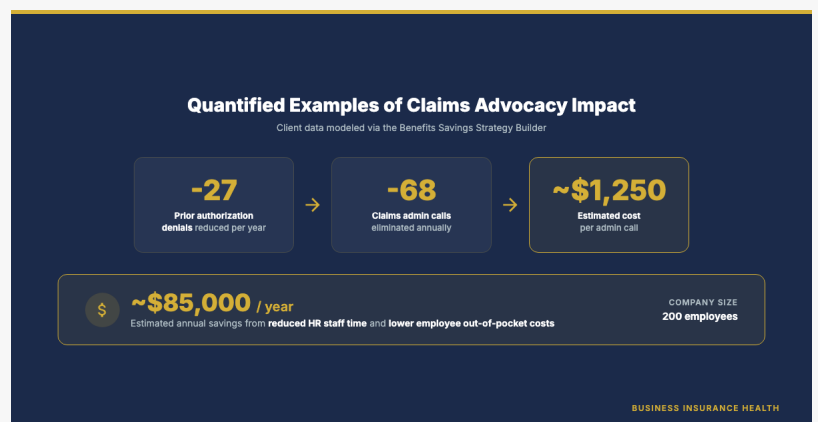 Quantified Examples of Claims Advocacy Impact
Client data modeled via the Benefits Savings Strategy Builder
-27
Prior authorization
denials reduced per year
→
-68
Claims admin calls
eliminated annually
→
~$1,250
Estimated cost
per admin call
$
~$85,000 / year
Estimated annual savings from reduced HR staff time and lower employee out-of-pocket costs
COMPANY SIZE
200 employees
BUSINESS INSURANCE HEALTH